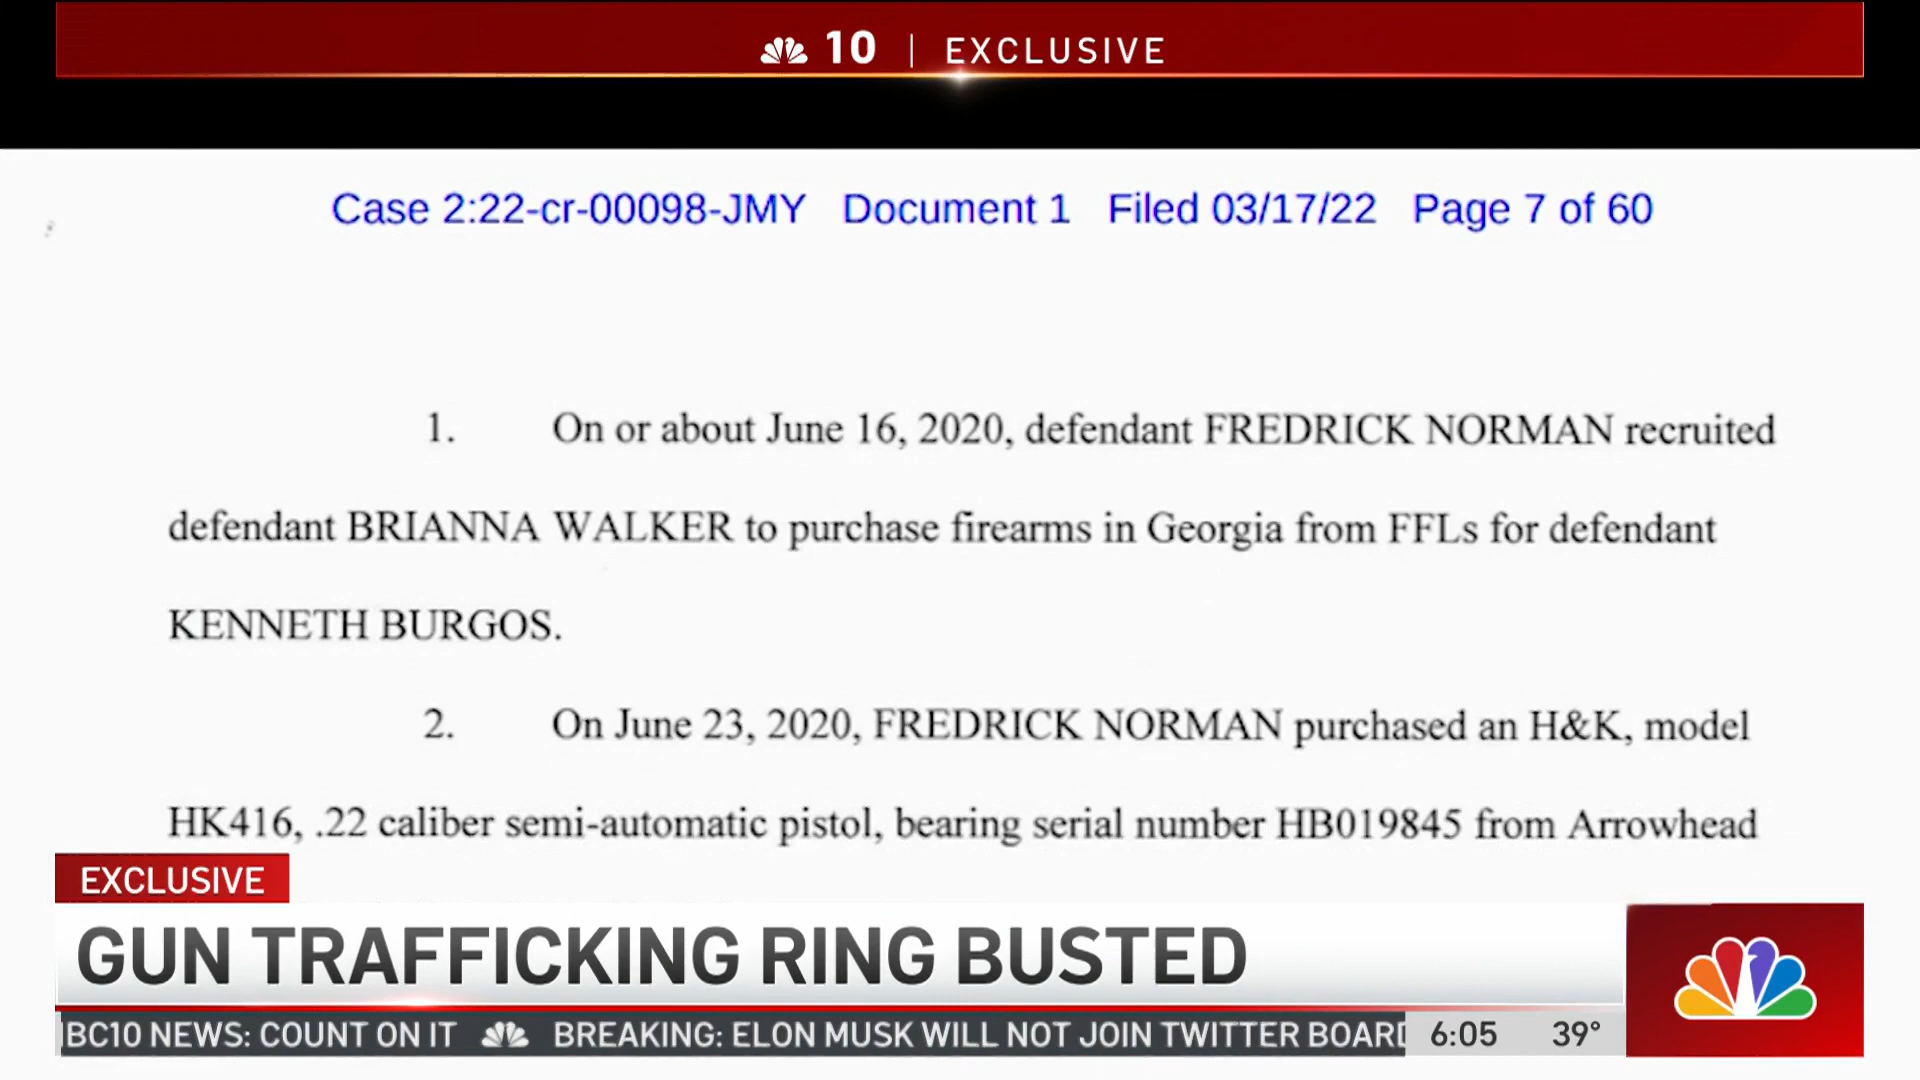 10 | EXCLUSIVE
Case 2:22-cr-00098-JMY Document 1 Filed 03/17/22 Page 7 of 60
1. On or about June 16, 2020, defendant FREDRICK NORMAN recruited
defendant BRIANNA WALKER to purchase firearms in Georgia from FFLs for defendant
KENNETH BURGOS.
2. On June 23, 2020, FREDRICK NORMAN purchased an H&K, model
HK416, .22 caliber semi-automatic pistol, bearing serial number HB019845 from Arrowhead
EXCLUSIVE
GUN TRAFFICKING RING BUSTED
BC10 NEWS: COUNT ON IT BREAKING: ELON MUSK WILL NOT JOIN TWITTER BOARD 6:05 39°